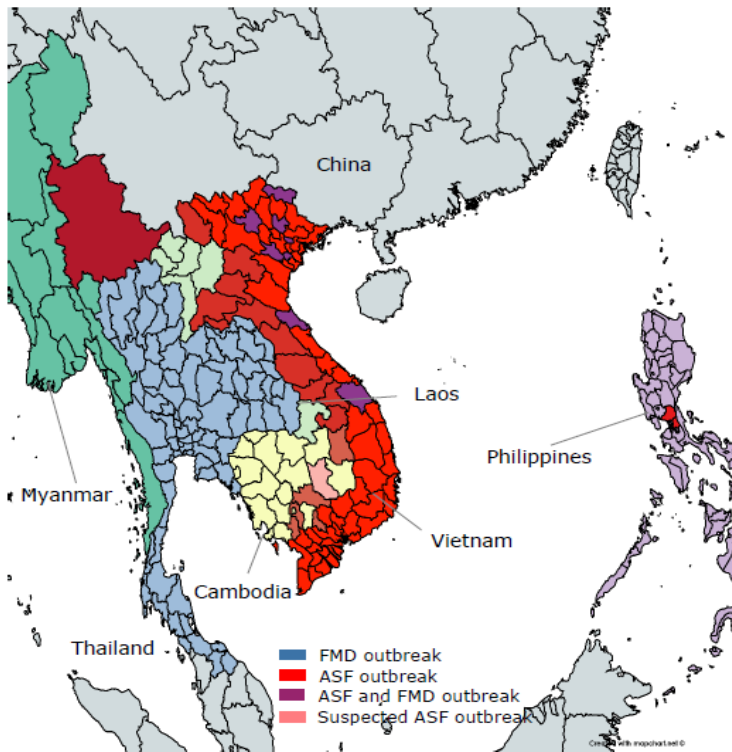 China
Laos
Philippines
Myanmar
Vietnam
Cambodia
Thailand
FMD outbreak
ASF outbreak
ASF and FMD outbreak
Suspected ASF outbreak
Created with mapchart.net ©